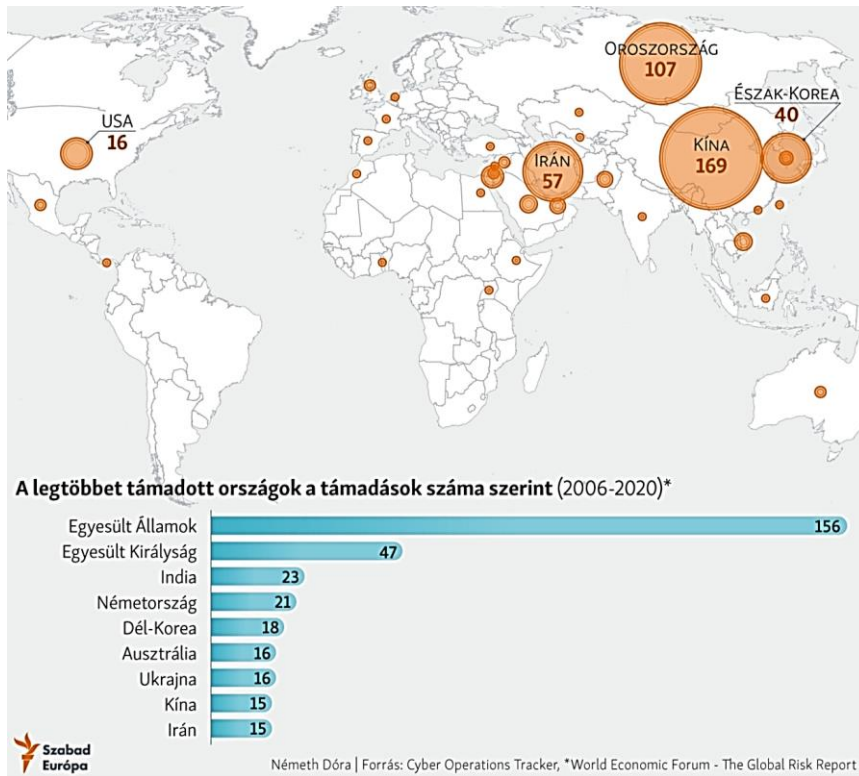 OROSZORSZÁG
107
ÉSZAK-KOREA
40
USA
16
IRÁN
57
KÍNA
169
A legtöbbet támadott országok a támadások száma szerint (2006-2020)*
Egyesült Államok 156
Egyesült Királyság 47
India 23
Németország 21
Dél-Korea 18
Ausztrália 16
Ukrajna 16
Kína 15
Irán 15
Szabad
Európa
Németh Dóra | Forrás: Cyber Operations Tracker, *World Economic Forum - The Global Risk Report